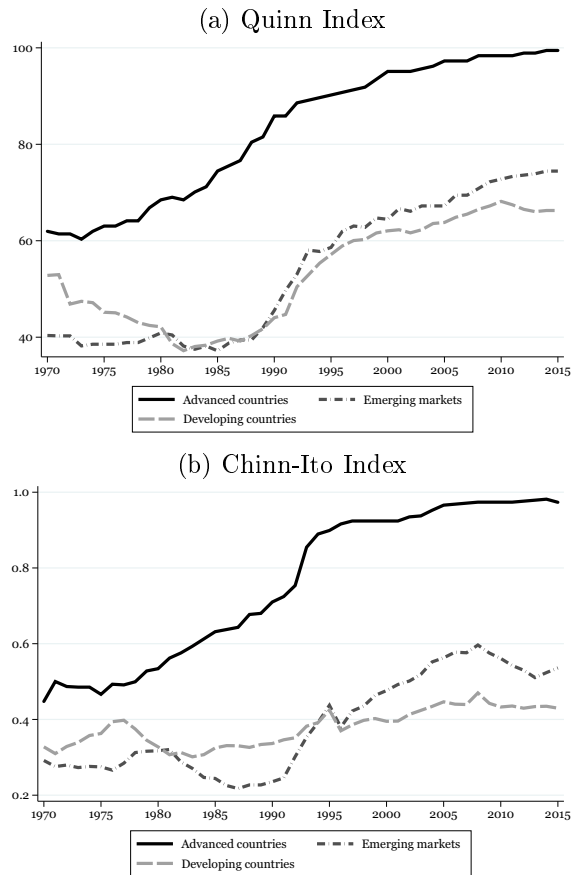 (a) Quinn Index
100
80
60
40
1970 1975 1980 1985 1990 1995 2000 2005 2010 2015
Advanced countries Emerging markets
Developing countries
(b) Chinn-Ito Index
1.0
0.8
0.6
0.4
0.2
1970 1975 1980 1985 1990 1995 2000 2005 2010 2015
Advanced countries Emerging markets
Developing countries